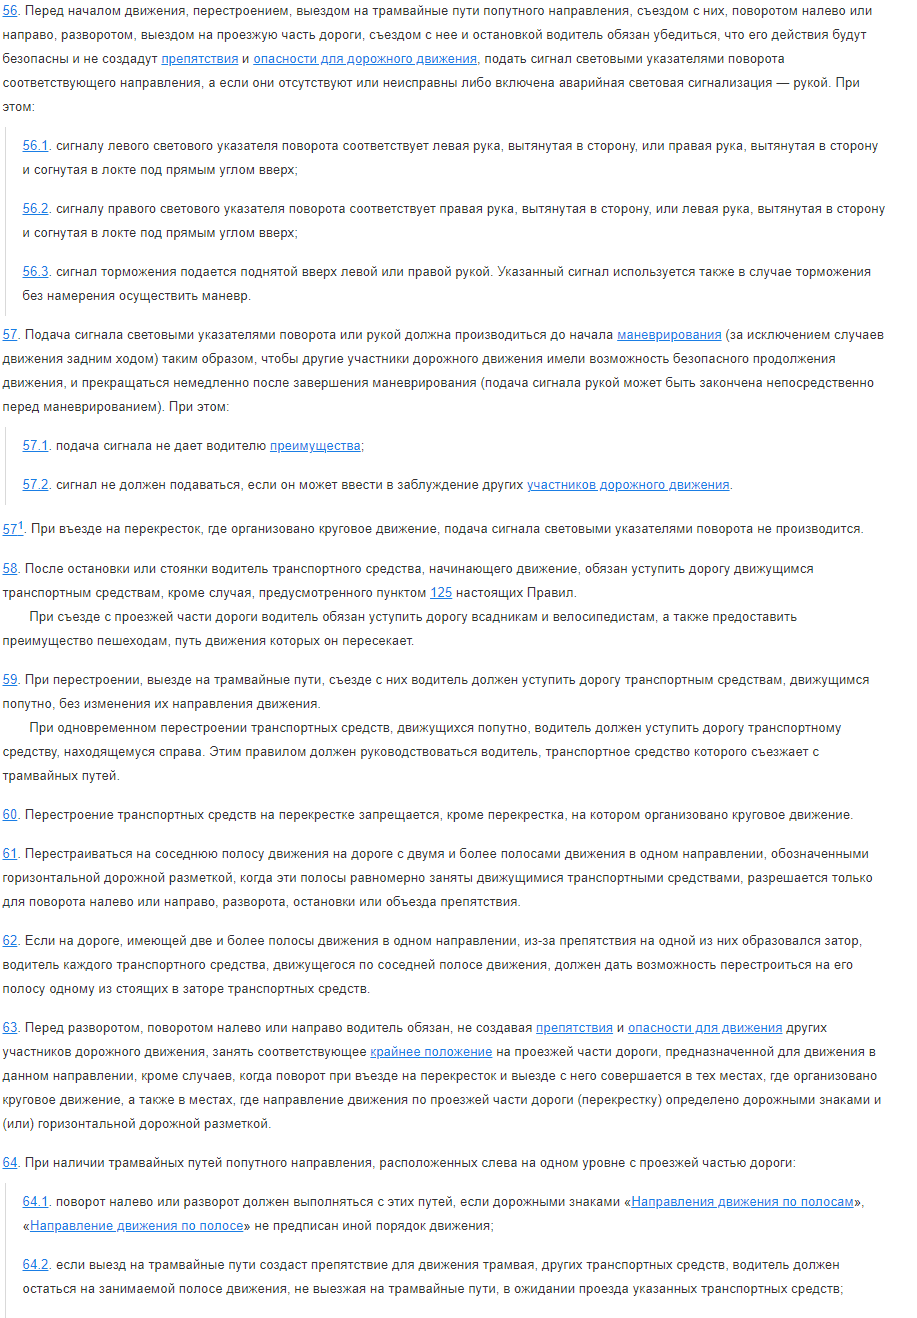 56. Перед началом движения, перестроением, выездом на трамвайные пути попутного направления, съездом с них, поворотом налево или
направо, разворотом, выездом на проезжую часть дороги, съездом с нее и остановкой водитель обязан убедиться, что его действия будут
безопасны и не создадут препятствия и опасности для дорожного движения, подать сигнал световыми указателями поворота
соответствующего направления, а если они отсутствуют или неисправны либо включена аварийная световая сигнализация — рукой. При
этом:
56.1. сигналу левого светового указателя поворота соответствует левая рука, вытянутая в сторону, или правая рука, вытянутая в сторону
и согнутая в локте под прямым углом вверх;
56.2. сигналу правого светового указателя поворота соответствует правая рука, вытянутая в сторону, или левая рука, вытянутая в сторону
и согнутая в локте под прямым углом вверх;
56.3. сигнал торможения подается поднятой вверх левой или правой рукой. Указанный сигнал используется также в случае торможения
без намерения осуществить маневр.
57. Подача сигнала световыми указателями поворота или рукой должна производиться до начала маневрирования (за исключением случаев
движения задним ходом) таким образом, чтобы другие участники дорожного движения имели возможность безопасного продолжения
движения, и прекращаться немедленно после завершения маневрирования (подача сигнала рукой может быть закончена непосредственно
перед маневрированием). При этом:
57.1. подача сигнала не дает водителю преимущества;
57.2. сигнал не должен подаваться, если он может ввести в заблуждение других участников дорожного движения.
57¹. При въезде на перекресток, где организовано круговое движение, подача сигнала световыми указателями поворота не производится.
58. После остановки или стоянки водитель транспортного средства, начинающего движение, обязан уступить дорогу движущимся
транспортным средствам, кроме случая, предусмотренного пунктом 125 настоящих Правил.
При съезде с проезжей части дороги водитель обязан уступить дорогу всадникам и велосипедистам, а также предоставить
преимущество пешеходам, путь движения которых он пересекает.
59. При перестроении, выезде на трамвайные пути, съезде с них водитель должен уступить дорогу транспортным средствам, движущимся
попутно, без изменения их направления движения.
При одновременном перестроении транспортных средств, движущихся попутно, водитель должен уступить дорогу транспортному
средству, находящемуся справа. Этим правилом должен руководствоваться водитель, транспортное средство которого съезжает с
трамвайных путей.
60. Перестроение транспортных средств на перекрестке запрещается, кроме перекрестка, на котором организовано круговое движение.
61. Перестраиваться на соседнюю полосу движения на дороге с двумя и более полосами движения в одном направлении, обозначенными
горизонтальной дорожной разметкой, когда эти полосы равномерно заняты движущимися транспортными средствами, разрешается только
для поворота налево или направо, разворота, остановки или объезда препятствия.
62. Если на дороге, имеющей две и более полосы движения в одном направлении, из-за препятствия на одной из них образовался затор,
водитель каждого транспортного средства, движущегося по соседней полосе движения, должен дать возможность перестроиться на его
полосу одному из стоящих в заторе транспортных средств.
63. Перед разворотом, поворотом налево или направо водитель обязан, не создавая препятствия и опасности для движения других
участников дорожного движения, занять соответствующее крайнее положение на проезжей части дороги, предназначенной для движения в
данном направлении, кроме случаев, когда поворот при въезде на перекресток и выезде с него совершается в тех местах, где организовано
круговое движение, а также в местах, где направление движения по проезжей части дороги (перекрестку) определено дорожными знаками и
(или) горизонтальной дорожной разметкой.
64. При наличии трамвайных путей попутного направления, расположенных слева на одном уровне с проезжей частью дороги:
64.1. поворот налево или разворот должен выполняться с этих путей, если дорожными знаками «Направления движения по полосам»,
«Направление движения по полосе» не предписан иной порядок движения;
64.2. если выезд на трамвайные пути создаст препятствие для движения трамвая, других транспортных средств, водитель должен
остаться на занимаемой полосе движения, не выезжая на трамвайные пути, в ожидании проезда указанных транспортных средств;